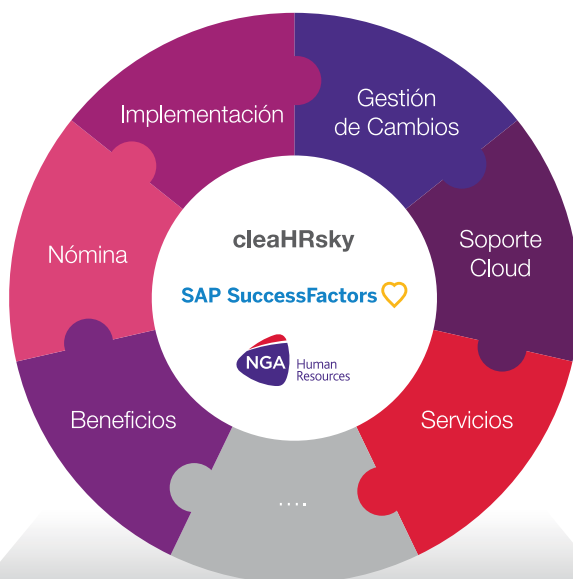 Implementación
Gestión
de Cambios
Nómina
cleaHRsky
Soporte
Cloud
SAP SuccessFactors
NGA Human
Resources
Beneficios
Servicios
....